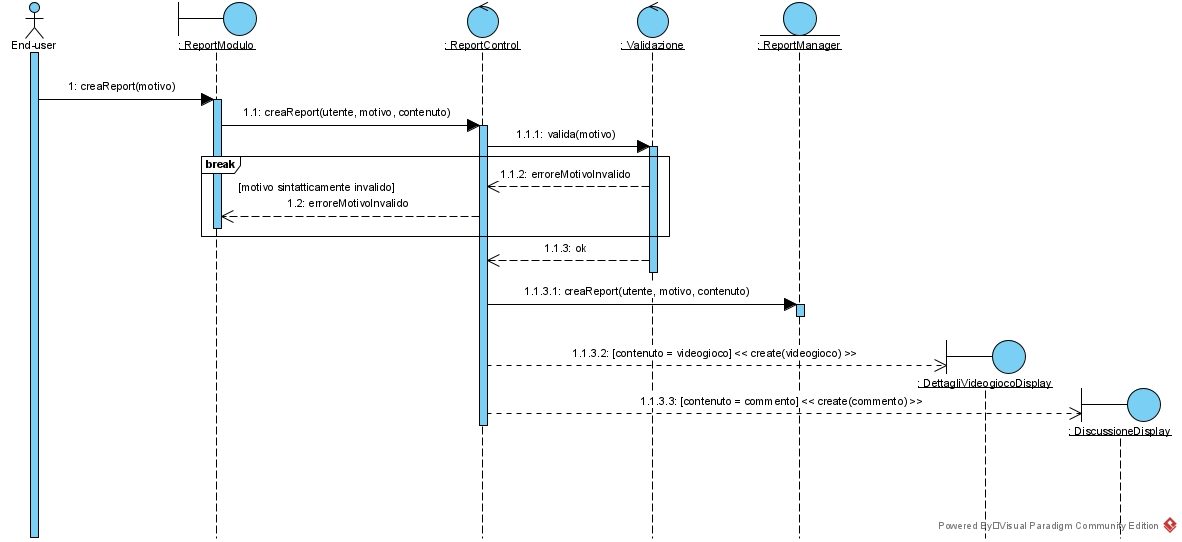 End-user
: ReportModulo
: ReportControl
: Validazione
: ReportManager
1: creaReport(motivo)
1.1: creaReport(utente, motivo, contenuto)
1.1.1: valida(motivo)
break
1.1.2: erroreMotivoInvalido
[motivo sintatticamente invalido]
1.2: erroreMotivoInvalido
1.1.3: ok
1.1.3.1: creaReport(utente, motivo, contenuto)
1.1.3.2: [contenuto = videogioco] << create(videogioco) >>
: DettagliVideogiocoDisplay
1.1.3.3: [contenuto = commento] << create(commento) >>
: DiscussioneDisplay
Powered By Visual Paradigm Community Edition